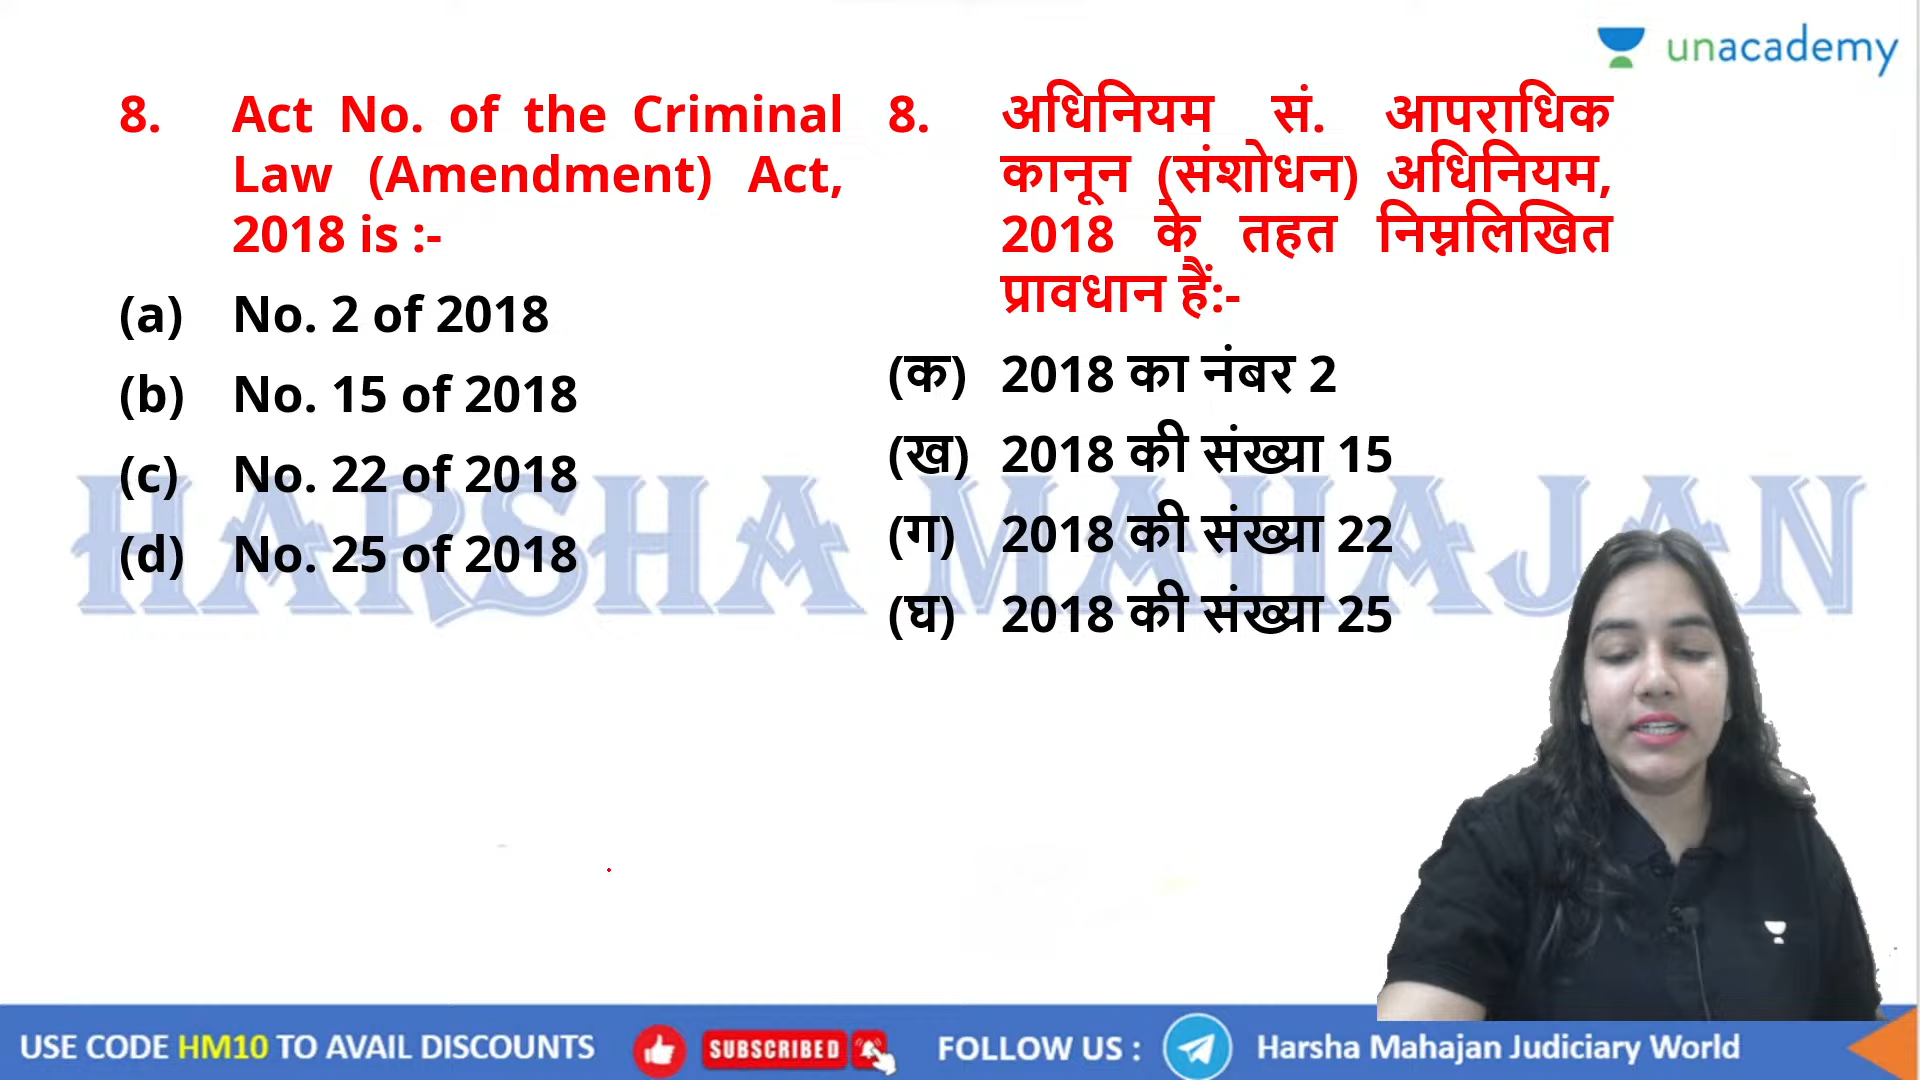 unacademy
8. Act No. of the Criminal
Law (Amendment) Act,
2018 is :-
(a) No. 2 of 2018
(b) No. 15 of 2018
(c) No. 22 of 2018
(d) No. 25 of 2018
8. अधिनियम सं. आपराधिक
कानून (संशोधन) अधिनियम,
2018 के तहत निम्नलिखित
प्रावधान हैं:-
(क) 2018 का नंबर 2
(ख) 2018 की संख्या 15
(ग) 2018 की संख्या 22
(घ) 2018 की संख्या 25
HARSHA MAHAJAN
USE CODE HM10 TO AVAIL DISCOUNTS
SUBSCRIBED
FOLLOW US :
Harsha Mahajan Judiciary World